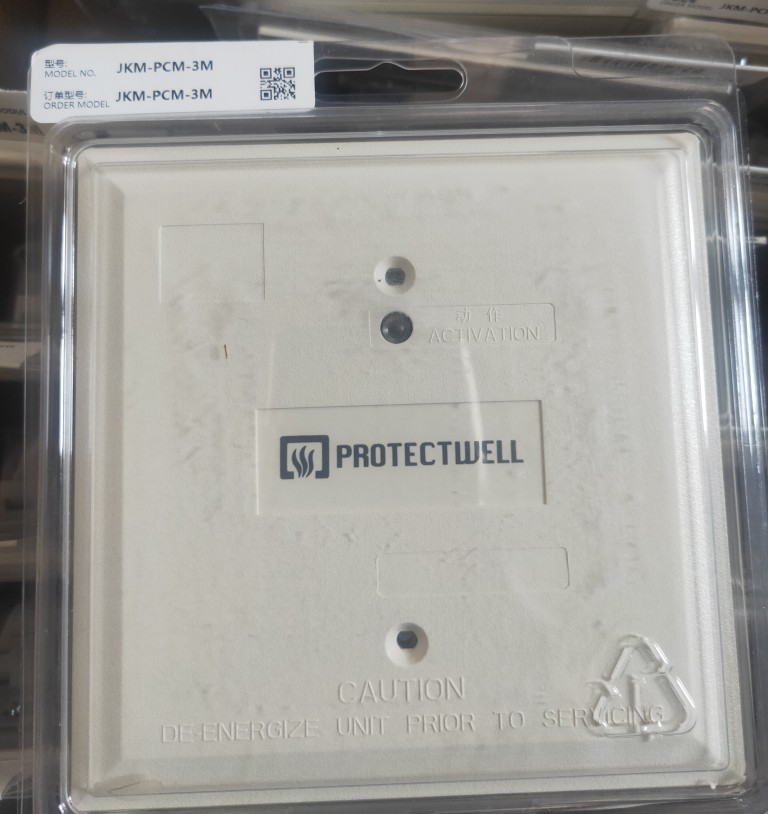 型号:
MODEL NO. JKM-PCM-3M
订单型号:
ORDER MODEL JKM-PCM-3M
动 作
ACTIVATION
PROTECTWELL
CAUTION
DE-ENERGIZE UNIT PRIOR TO SERVICING